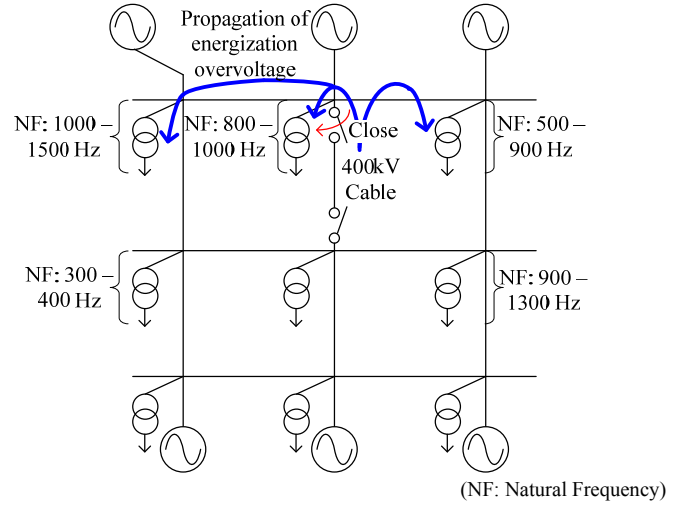 Propagation of
energization
overvoltage
NF: 1000 –
1500 Hz
NF: 800 –
1000 Hz
Close
NF: 500 –
900 Hz
400kV
Cable
NF: 300 –
400 Hz
NF: 900 –
1300 Hz
(NF: Natural Frequency)